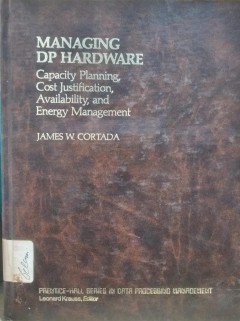 MANAGING
DP HARDWARE
Capacity Planning,
Cost Justification,
Availability, and
Energy Management
JAMES W. CORTADA
PRENTICE-HALL SERIES IN DATA PROCESSING MANAGEMENT
Leonard Krauss, Editor